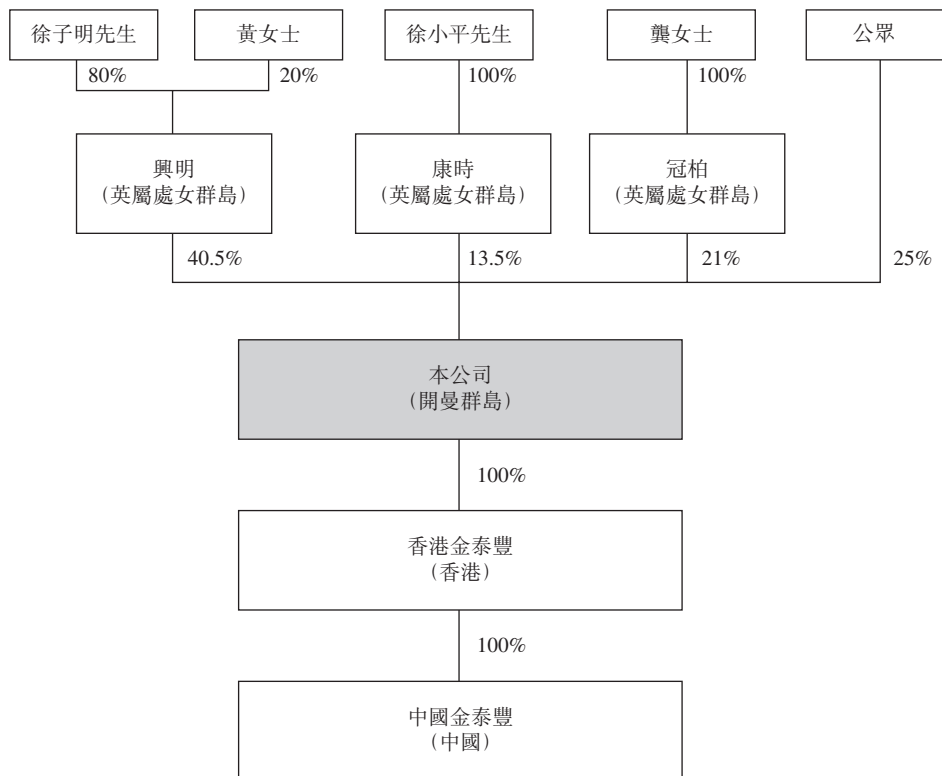 徐子明先生
黃女士
徐小平先生
龔女士
公眾
80%
20%
100%
100%
興明
(英屬處女群島)
康時
(英屬處女群島)
冠柏
(英屬處女群島)
40.5%
13.5%
21%
25%
本公司
(開曼群島)
100%
香港金泰豐
(香港)
100%
中國金泰豐
(中國)